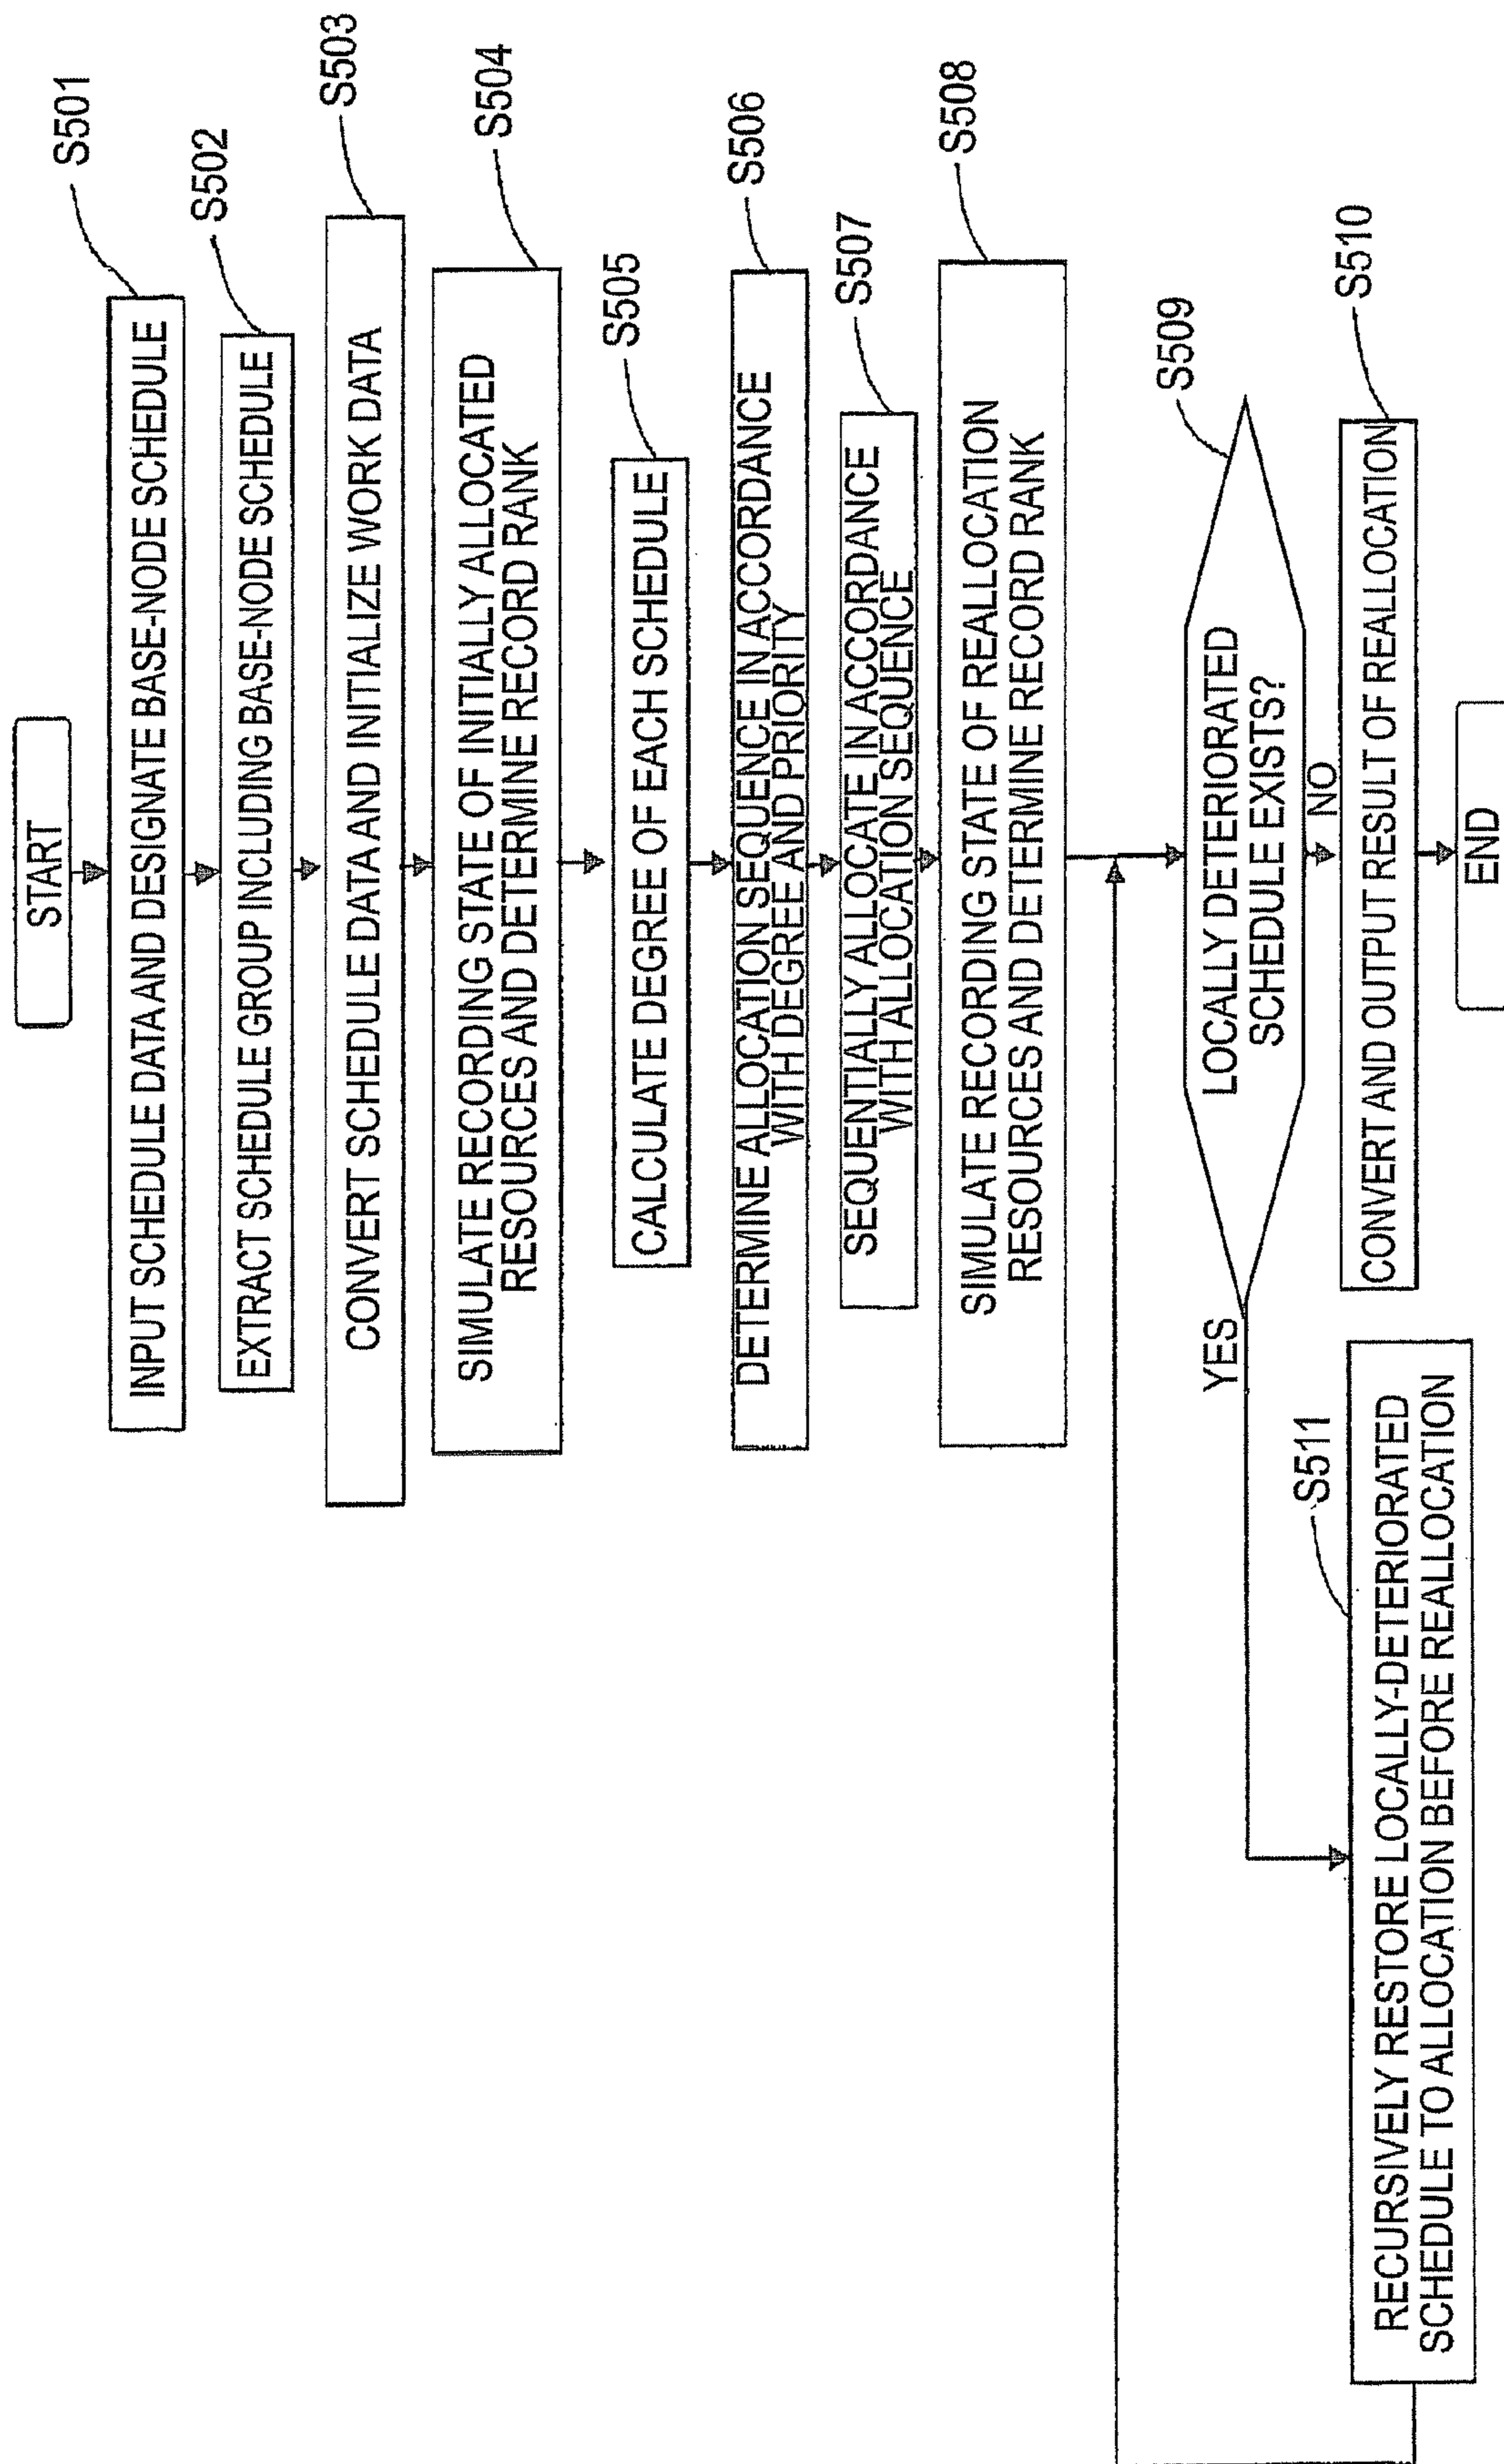 START
S501
INPUT SCHEDULE DATA AND DESIGNATE BASE-NODE SCHEDULE
S502
EXTRACT SCHEDULE GROUP INCLUDING BASE-NODE SCHEDULE
S503
CONVERT SCHEDULE DATA AND INITIALIZE WORK DATA
S504
SIMULATE RECORDING STATE OF INITIALLY ALLOCATED
RESOURCES AND DETERMINE RECORD RANK
S505
CALCULATE DEGREE OF EACH SCHEDULE
S506
DETERMINE ALLOCATION SEQUENCE IN ACCORDANCE
WITH DEGREE AND PRIORITY
S507
SEQUENTIALLY ALLOCATE IN ACCORDANCE
WITH ALLOCATION SEQUENCE
S508
SIMULATE RECORDING STATE OF REALLOCATION
RESOURCES AND DETERMINE RECORD RANK
S509
LOCALLY DETERIORATED
SCHEDULE EXISTS?
YES
NO
S511
RECURSIVELY RESTORE LOCALLY-DETERIORATED
SCHEDULE TO ALLOCATION BEFORE REALLOCATION
S510
CONVERT AND OUTPUT RESULT OF REALLOCATION
END